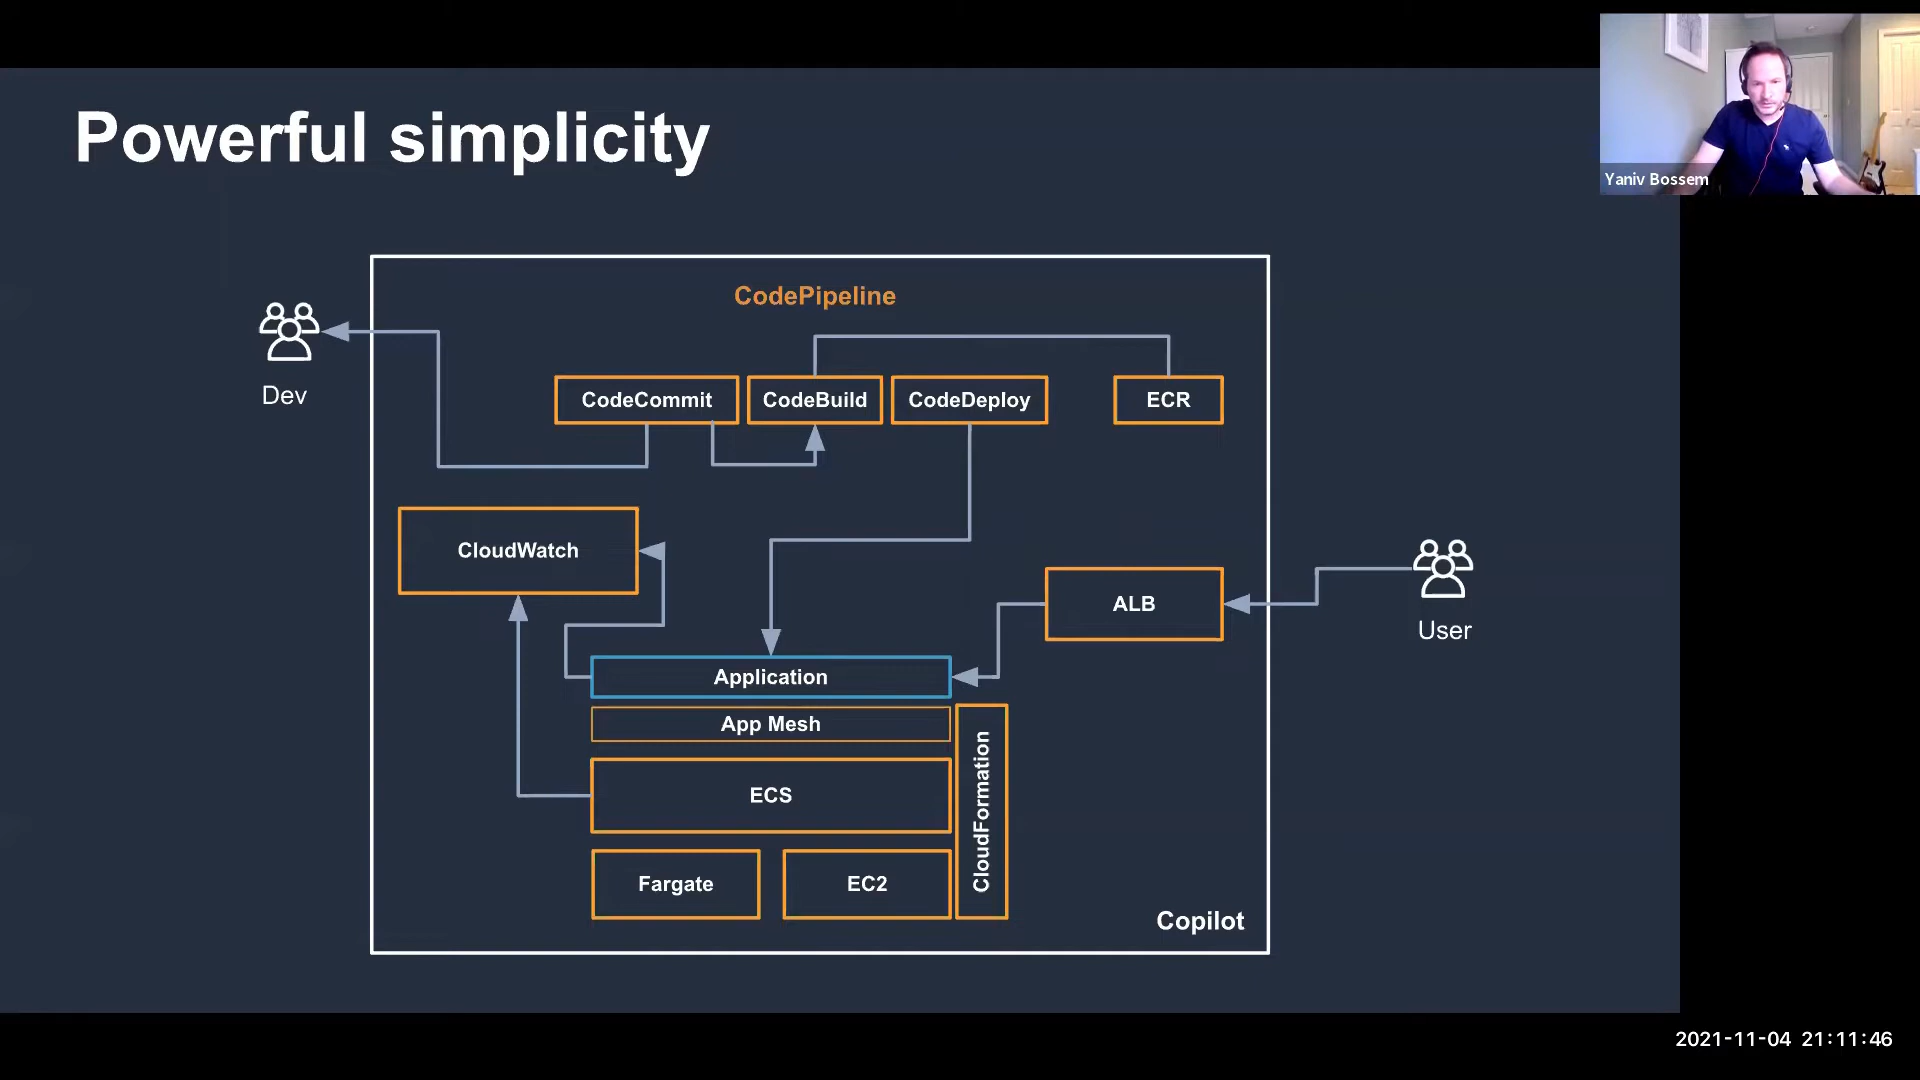 Powerful simplicity
Yaniv Bossem
CodePipeline
Dev
CodeCommit
CodeBuild
CodeDeploy
ECR
CloudWatch
ALB
User
Application
App Mesh
ECS
CloudFormation
Fargate
EC2
Copilot
2021-11-04 21:11:46